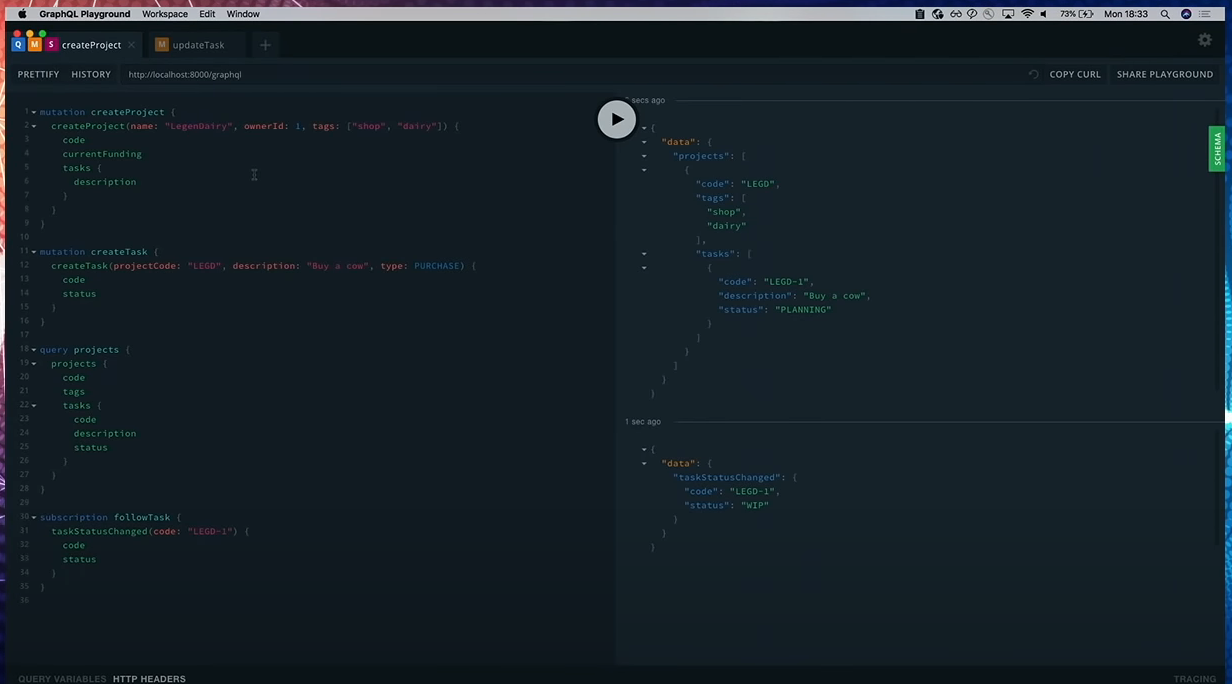 GraphQL Playground Workspace Edit Window 73% Mon 18:33
Q M S createProject × M updateTask +
PRETTIFY HISTORY http://localhost:8000/graphql COPY CURL SHARE PLAYGROUND
1 mutation createProject {
2 createProject(name: "LegenDairy", ownerId: 1, tags: ["shop", "dairy"]) {
3 code
4 currentFunding
5 tasks {
6 description
7 }
8 }
9 }
10
11 mutation createTask {
12 createTask(projectCode: "LEGD", description: "Buy a cow", type: PURCHASE) {
13 code
14 status
15 }
16 }
17
18 query projects {
19 projects {
20 code
21 tags
22 tasks {
23 code
24 description
25 status
26 }
27 }
28 }
29
30 subscription followTask {
31 taskStatusChanged(code: "LEGD-1") {
32 code
33 status
34 }
35 }
36
secs ago
{
"data": {
"projects": [
{
"code": "LEGD",
"tags": [
"shop",
"dairy"
],
"tasks": [
{
"code": "LEGD-1",
"description": "Buy a cow",
"status": "PLANNING"
}
]
}
]
}
}
1 sec ago
{
"data": {
"taskStatusChanged": {
"code": "LEGD-1",
"status": "WIP"
}
}
}
SCHEMA
QUERY VARIABLES HTTP HEADERS TRACING